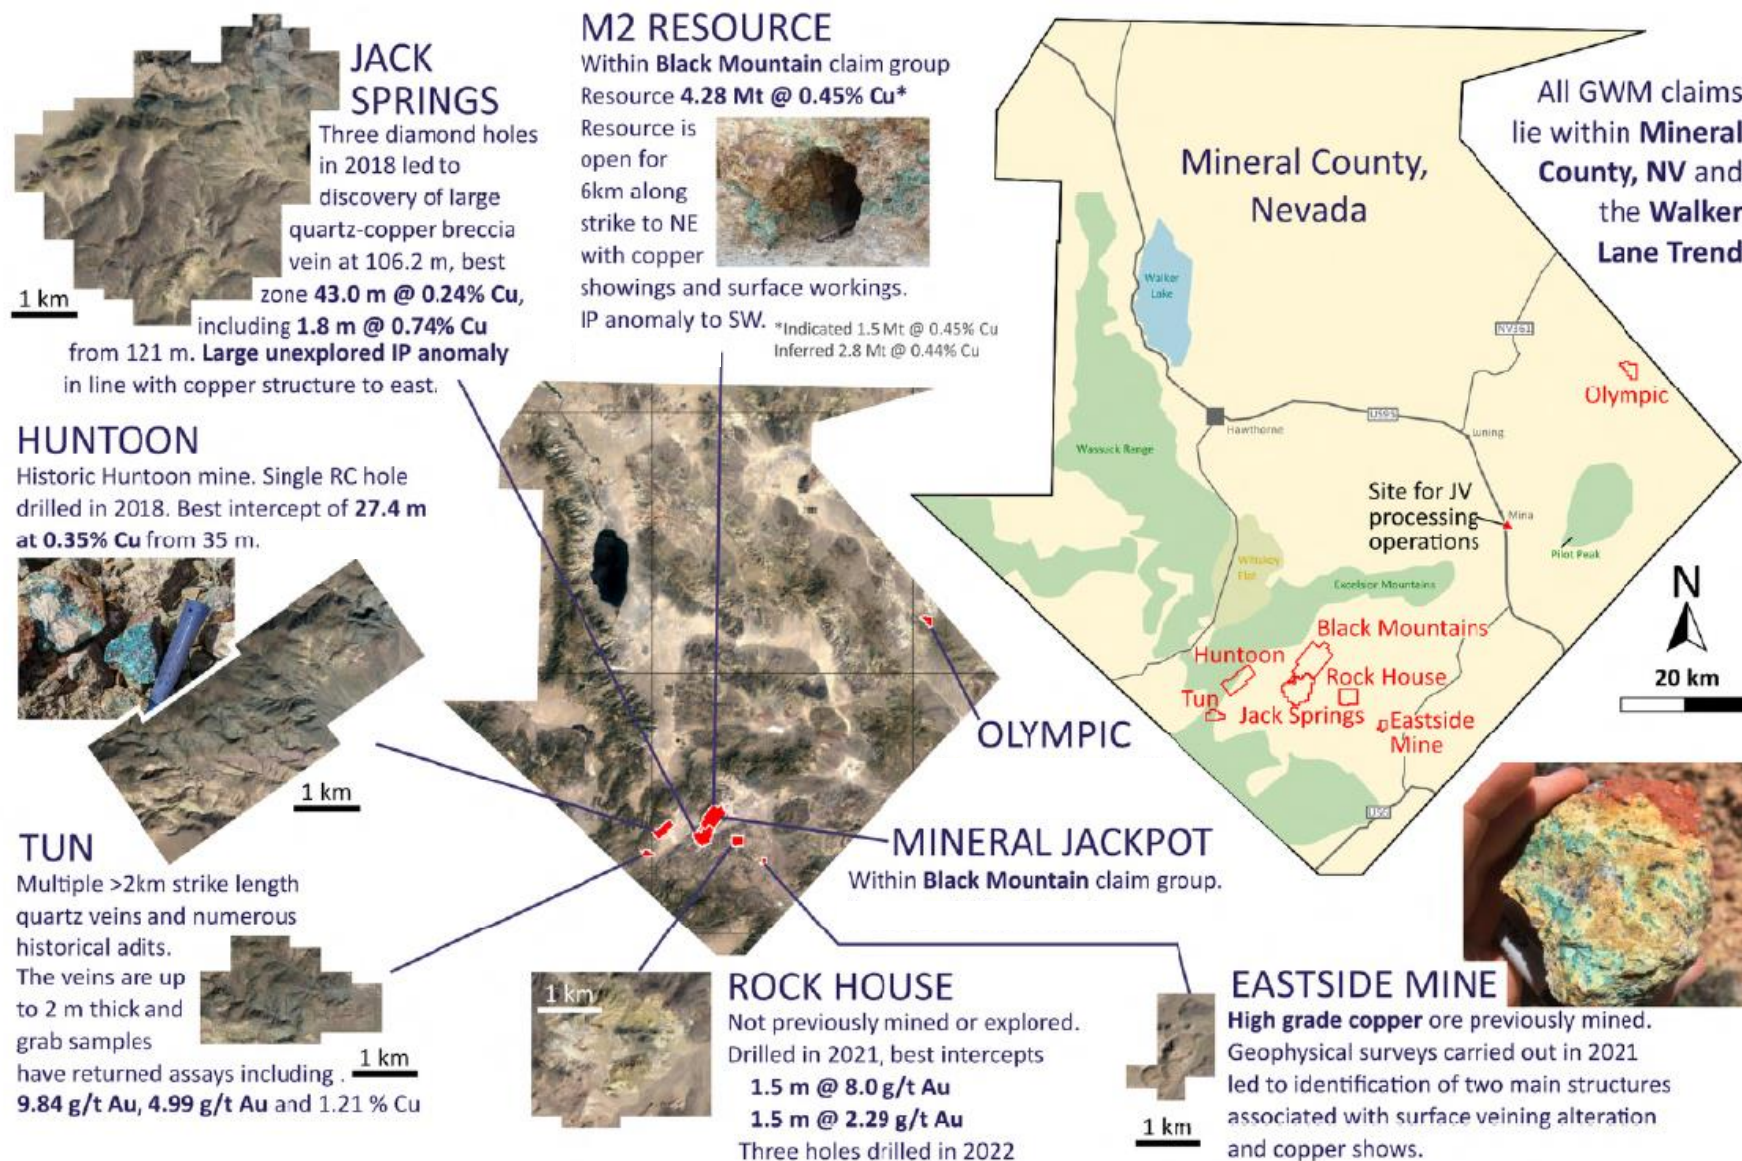 JACK
SPRINGS
Three diamond holes
in 2018 led to
discovery of large
quartz-copper breccia
vein at 106.2 m, best
zone 43.0 m @ 0.24% Cu,
including 1.8 m @ 0.74% Cu
from 121 m. Large unexplored IP anomaly
in line with copper structure to east.
1 km
M2 RESOURCE
Within Black Mountain claim group
Resource 4.28 Mt @ 0.45% Cu*
Resource is
open for
6km along
strike to NE
with copper
showings and surface workings.
IP anomaly to SW.
*Indicated 1.5 Mt @ 0.45% Cu
Inferred 2.8 Mt @ 0.44% Cu
Mineral County,
Nevada
All GWM claims
lie within Mineral
County, NV and
the Walker
Lane Trend
Walker
Lake
NV361
Olympic
US95
Hawthorne
Luning
Wassuck Range
Site for JV
processing
operations
Mina
Pilot Peak
Whiskey
Flat
Excelsior Mountains
N
20 km
Black Mountains
Huntoon
Rock House
Tun
Jack Springs
Eastside
Mine
US6
HUNTOON
Historic Huntoon mine. Single RC hole
drilled in 2018. Best intercept of 27.4 m
at 0.35% Cu from 35 m.
1 km
OLYMPIC
MINERAL JACKPOT
Within Black Mountain claim group.
TUN
Multiple >2km strike length
quartz veins and numerous
historical adits.
The veins are up
to 2 m thick and
grab samples
have returned assays including .
9.84 g/t Au, 4.99 g/t Au and 1.21 % Cu
1 km
1 km
ROCK HOUSE
Not previously mined or explored.
Drilled in 2021, best intercepts
1.5 m @ 8.0 g/t Au
1.5 m @ 2.29 g/t Au
Three holes drilled in 2022
EASTSIDE MINE
High grade copper ore previously mined.
Geophysical surveys carried out in 2021
led to identification of two main structures
associated with surface veining alteration
and copper shows.
1 km